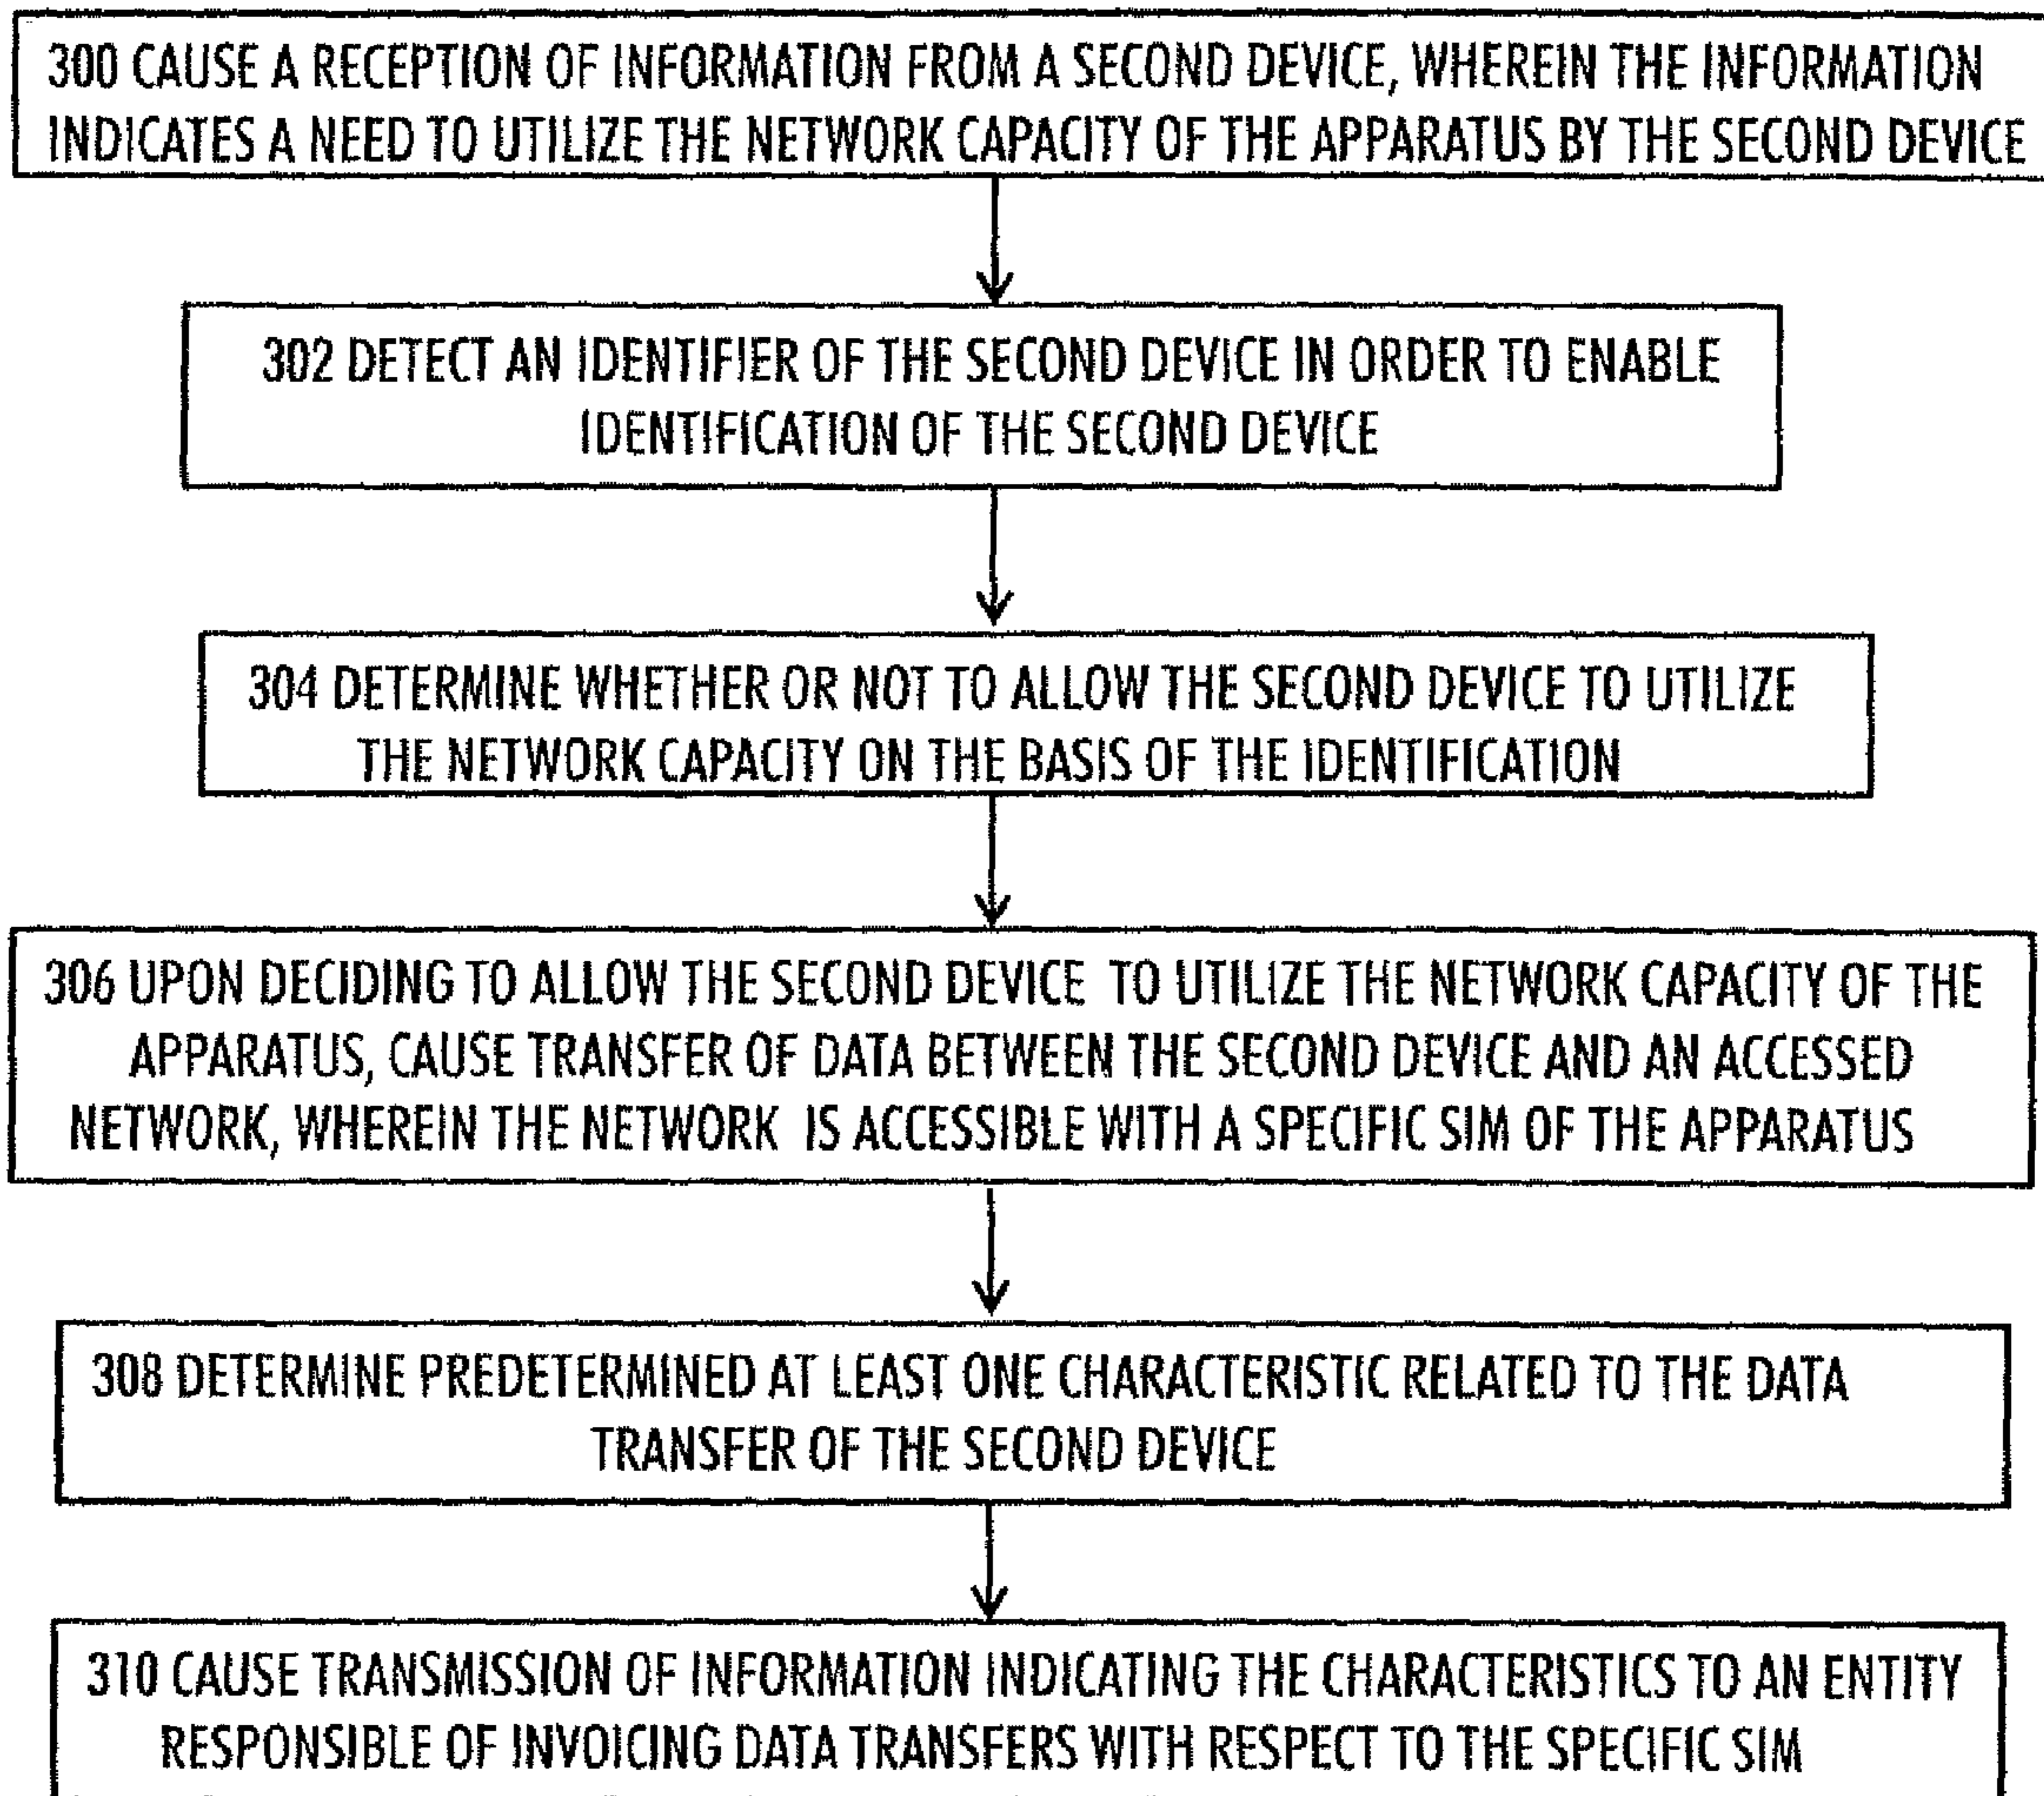 300 CAUSE A RECEPTION OF INFORMATION FROM A SECOND DEVICE, WHEREIN THE INFORMATION
INDICATES A NEED TO UTILIZE THE NETWORK CAPACITY OF THE APPARATUS BY THE SECOND DEVICE
302 DETECT AN IDENTIFIER OF THE SECOND DEVICE IN ORDER TO ENABLE
IDENTIFICATION OF THE SECOND DEVICE
304 DETERMINE WHETHER OR NOT TO ALLOW THE SECOND DEVICE TO UTILIZE
THE NETWORK CAPACITY ON THE BASIS OF THE IDENTIFICATION
306 UPON DECIDING TO ALLOW THE SECOND DEVICE TO UTILIZE THE NETWORK CAPACITY OF THE
APPARATUS, CAUSE TRANSFER OF DATA BETWEEN THE SECOND DEVICE AND AN ACCESSED
NETWORK, WHEREIN THE NETWORK IS ACCESSIBLE WITH A SPECIFIC SIM OF THE APPARATUS
308 DETERMINE PREDETERMINED AT LEAST ONE CHARACTERISTIC RELATED TO THE DATA
TRANSFER OF THE SECOND DEVICE
310 CAUSE TRANSMISSION OF INFORMATION INDICATING THE CHARACTERISTICS TO AN ENTITY
RESPONSIBLE OF INVOICING DATA TRANSFERS WITH RESPECT TO THE SPECIFIC SIM